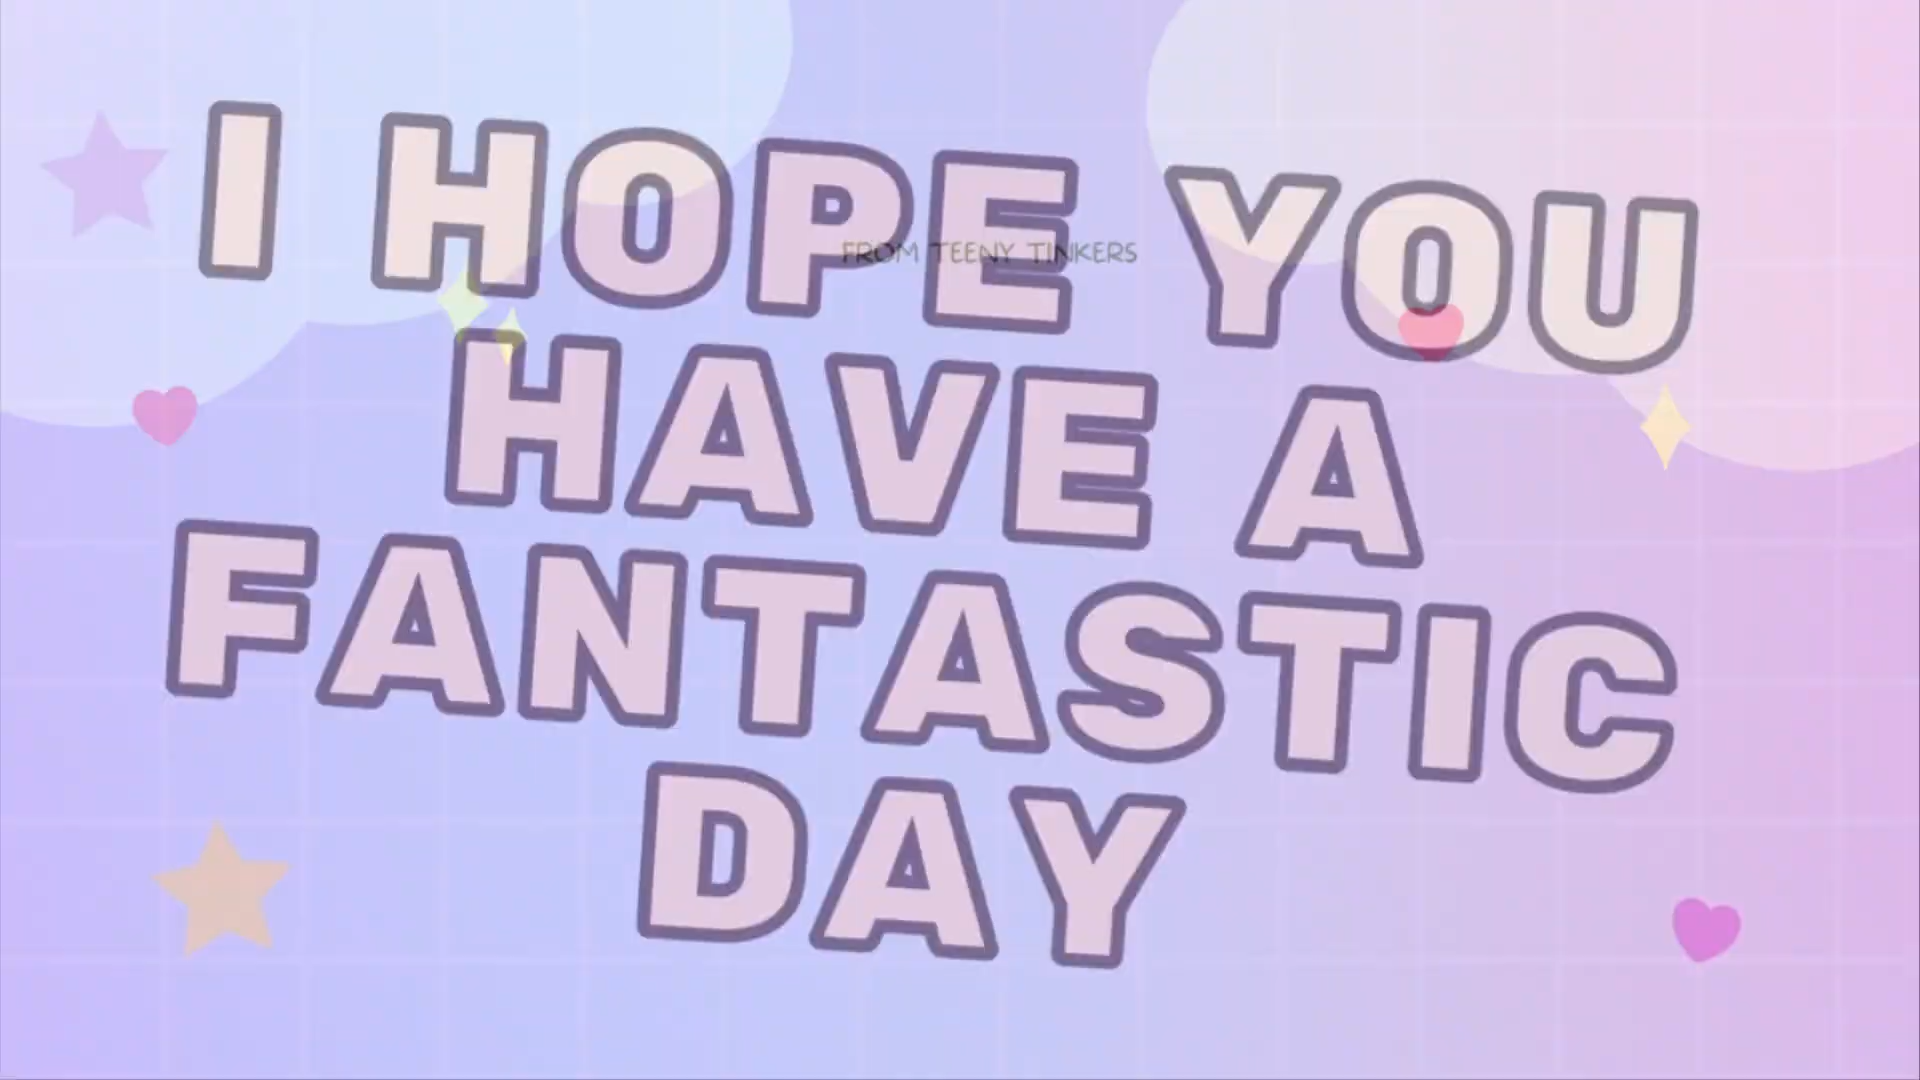 I HOPE YOU
FROM TEENY TINKERS
HAVE A
FANTASTIC
DAY